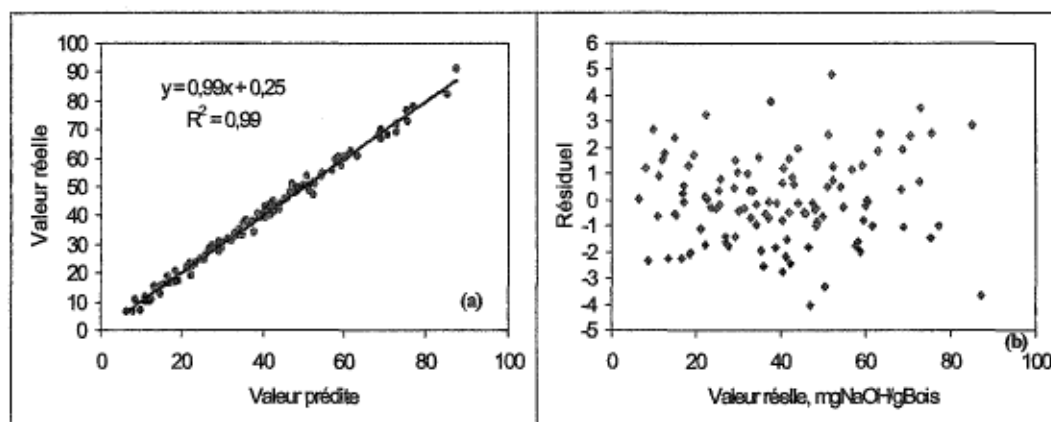 100
90
80
70
60
50
40
30
20
10
0
Valeur réelle
y = 0,99x + 0,25
R² = 0,99
(a)
0 20 40 60 80 100
Valeur prédite
6
5
4
3
2
1
0
-1
-2
-3
-4
-5
Résiduel
(b)
0 20 40 60 80 100
Valeur réelle, mgNaOH/gBois